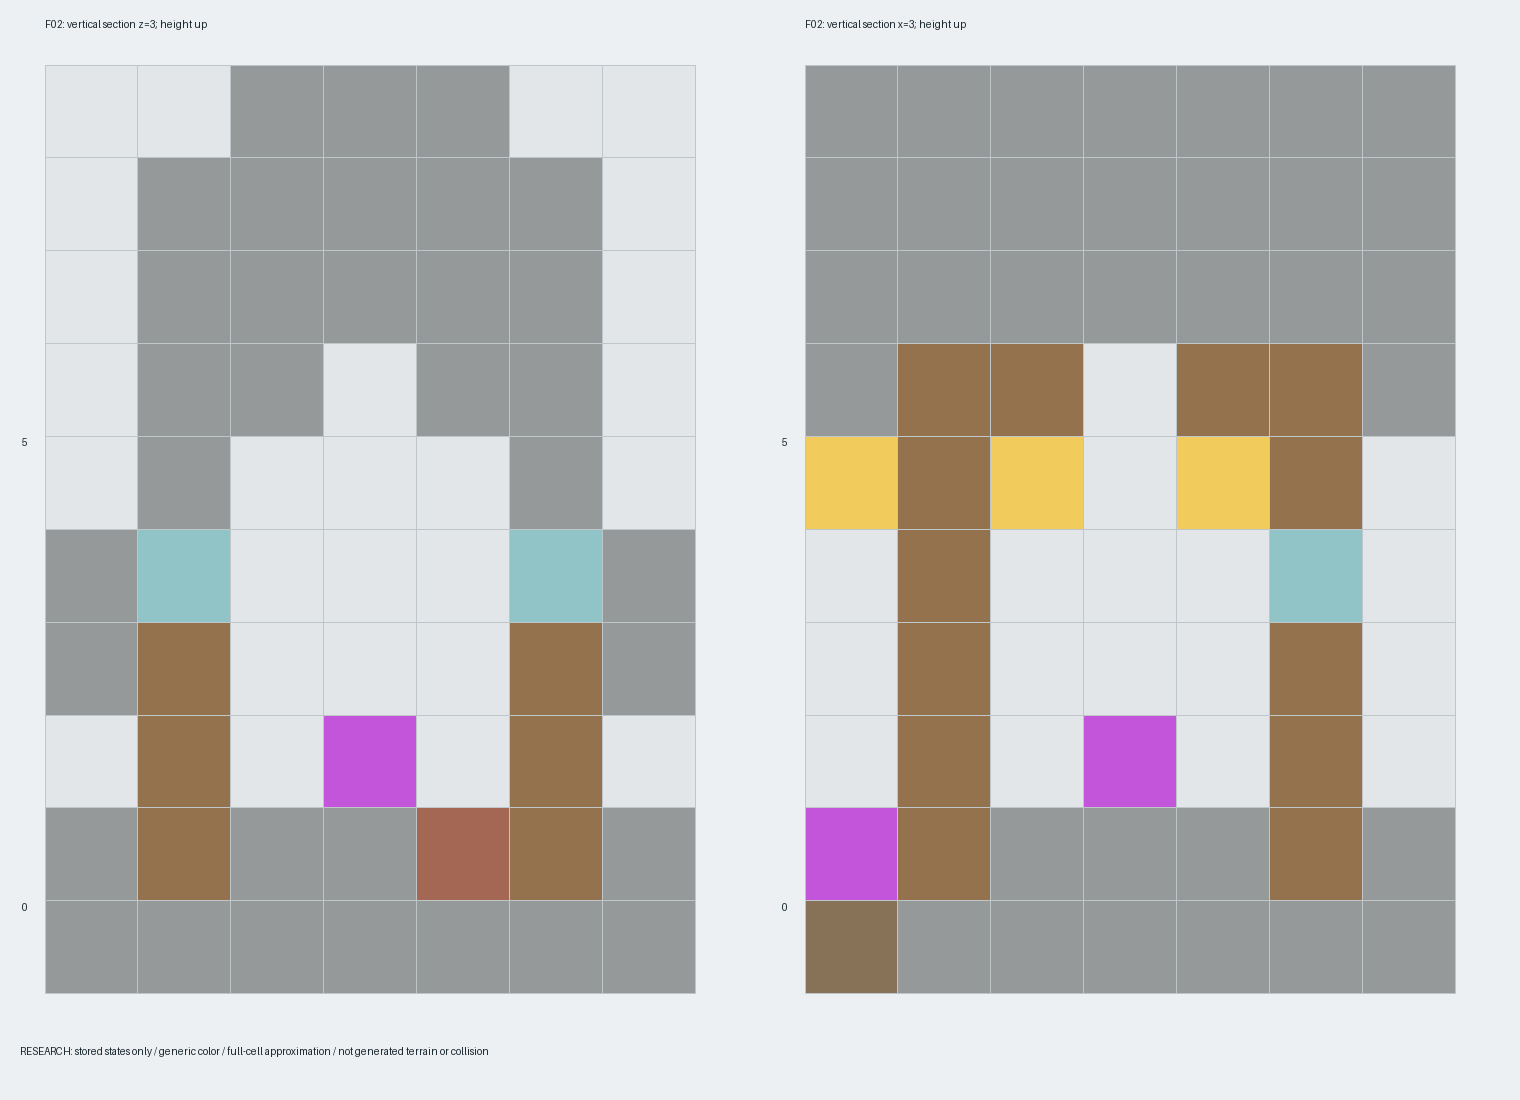 F02: vertical section z=3; height up
F02: vertical section x=3; height up
5
5
0
0
RESEARCH: stored states only / generic color / full-cell approximation / not generated terrain or collision